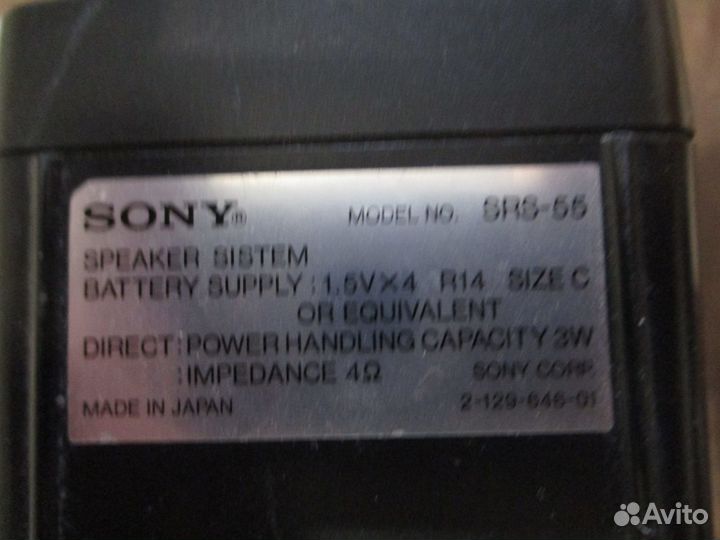 SONY® MODEL NO. SRS-55
SPEAKER SISTEM
BATTERY SUPPLY : 1.5V×4 R14 SIZE C
OR EQUIVALENT
DIRECT : POWER HANDLING CAPACITY 3W
: IMPEDANCE 4Ω SONY CORP.
MADE IN JAPAN 2-129-646-01
Avito